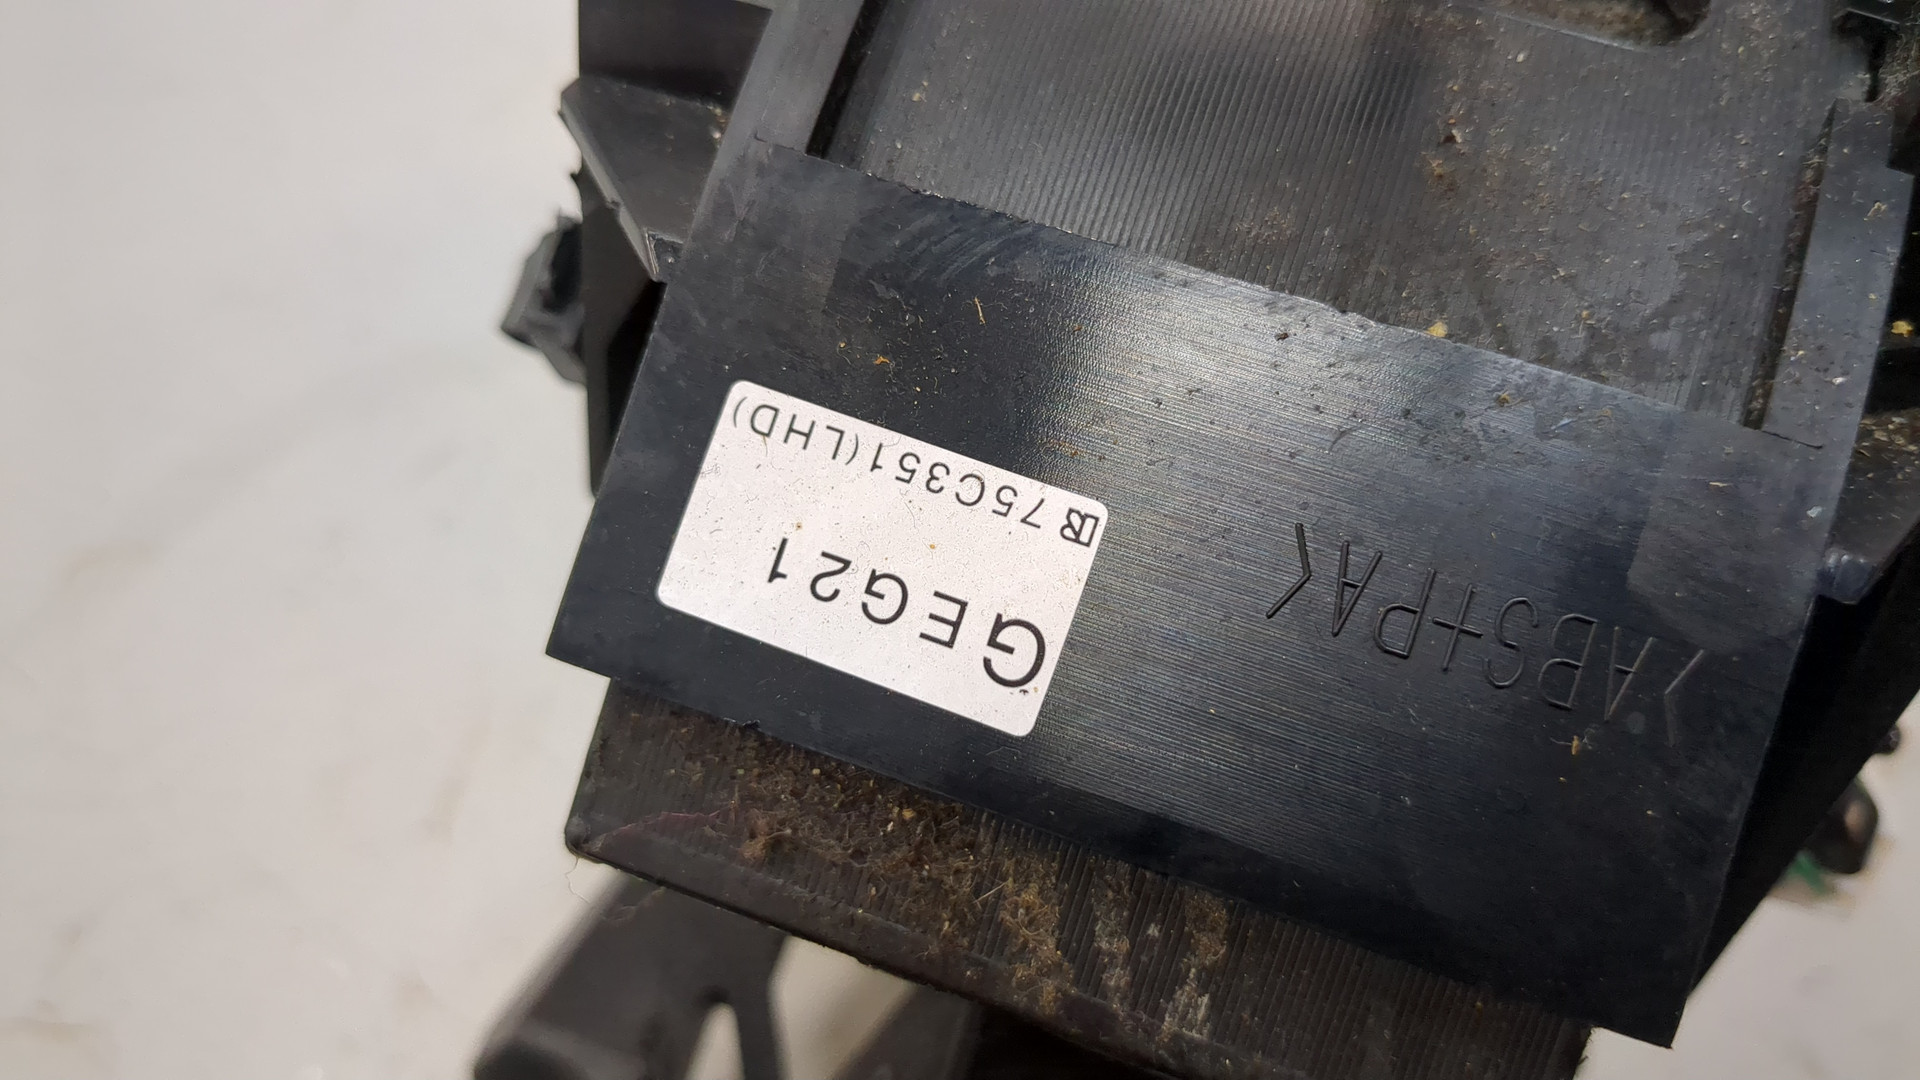 GEG21
75C351(LHD)
>ABS+PA<